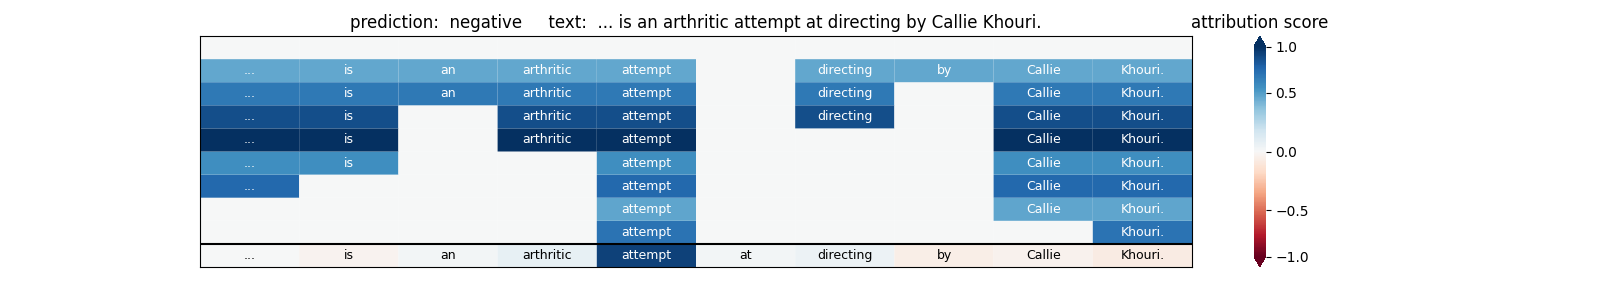 prediction:  negative     text:  ... is an arthritic attempt at directing by Callie Khouri.
attribution score
... is an arthritic attempt directing by Callie Khouri.
... is an arthritic attempt directing Callie Khouri.
... is arthritic attempt directing Callie Khouri.
... is arthritic attempt Callie Khouri.
... is attempt Callie Khouri.
... attempt Callie Khouri.
attempt Callie Khouri.
attempt Khouri.
... is an arthritic attempt at directing by Callie Khouri.
1.0
0.5
0.0
−0.5
−1.0